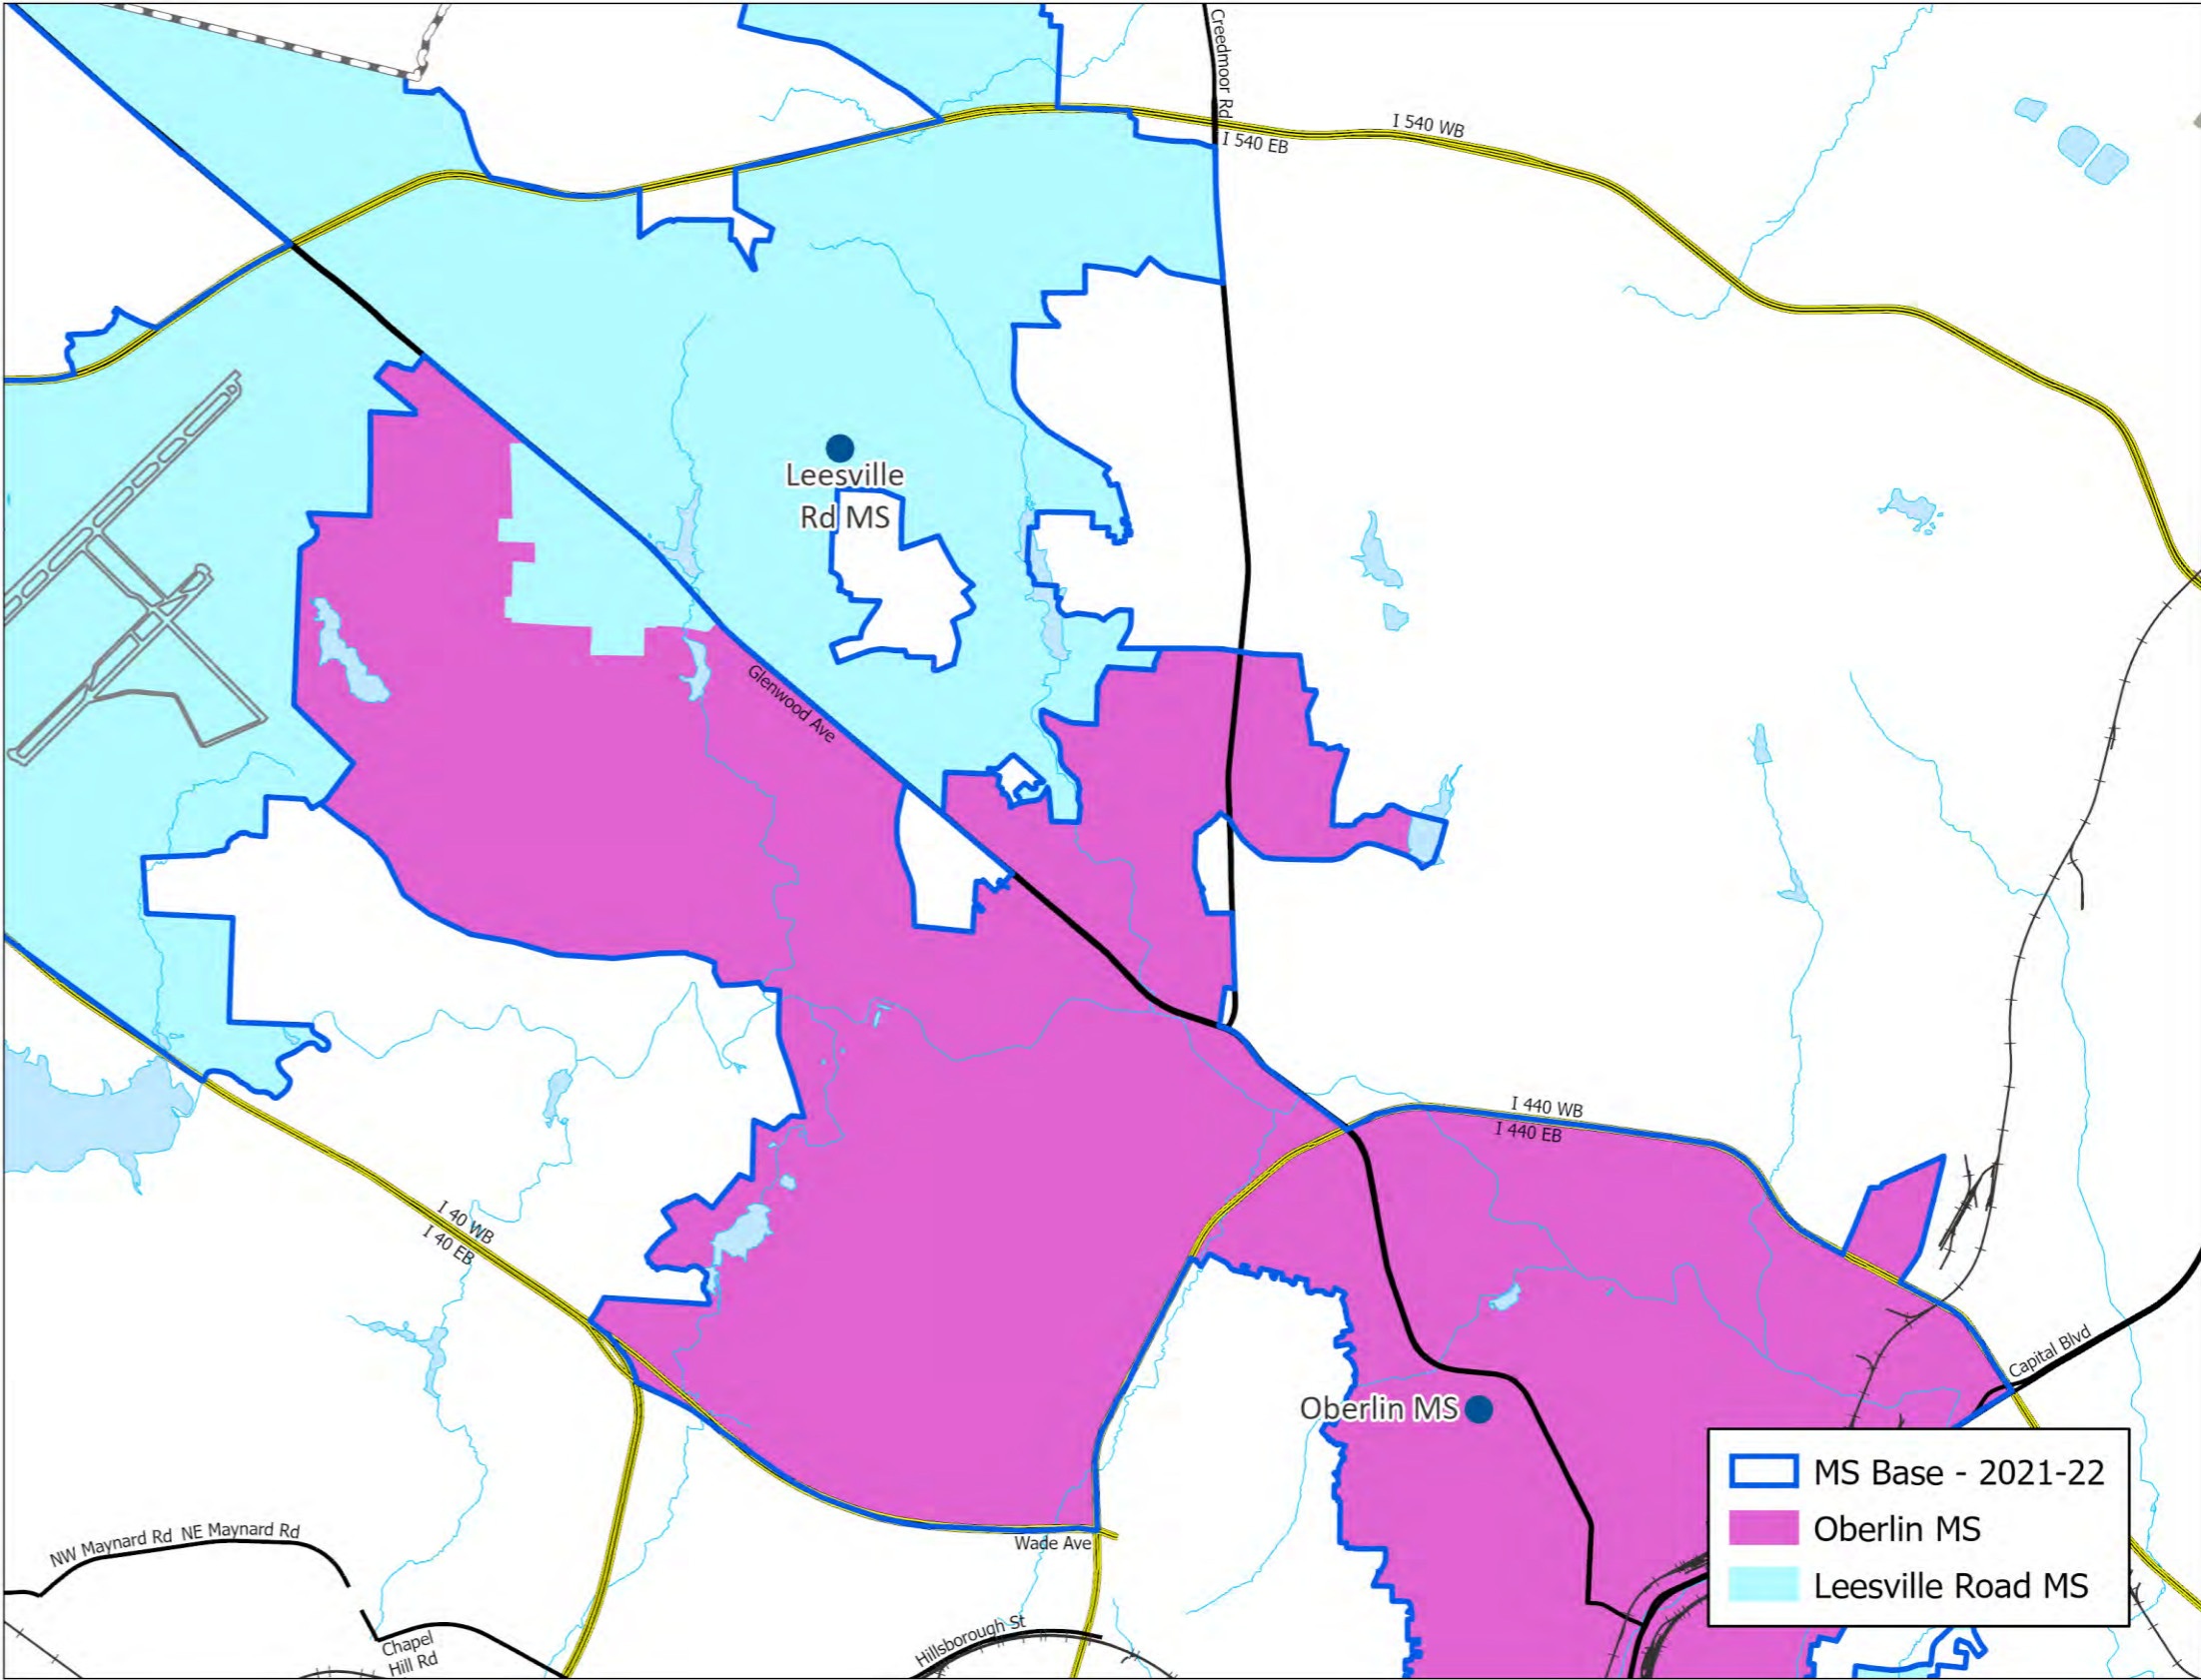 Creedmoor Rd
I 540 WB
I 540 EB
Leesville
Rd MS
Glenwood Ave
I 440 WB
I 440 EB
I 40 WB
I 40 EB
Capital Blvd
Oberlin MS
MS Base - 2021-22
Oberlin MS
Leesville Road MS
NW Maynard Rd NE Maynard Rd
Wade Ave
Chapel
Hill Rd
Hillsborough St